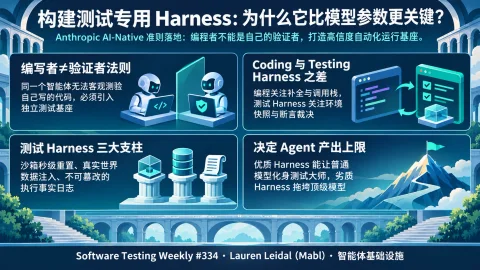 构建测试专用 Harness: 为什么它比模型参数更关键?
Anthropic AI-Native 准则落地: 编程者不能是自己的验证者, 打造高信度自动化运行基座。
编写者≠验证者法则
同一个智能体无法客观测验
自己写的代码, 必须引入
独立测试基座
Coding 与 Testing
Harness 之差
编程关注补全与调用栈,
测试 Harness 关注环境
快照与断言裁决
测试 Harness 三大支柱
沙箱秒级重置、真实世界
数据注入、不可篡改的
执行事实日志
决定 Agent 产出上限
优质 Harness 能让普通
模型化身测试大师, 劣质
Harness 拖垮顶级模型
Software Testing Weekly #334 · Lauren Leidal (Mabl) · 智能体基础设施